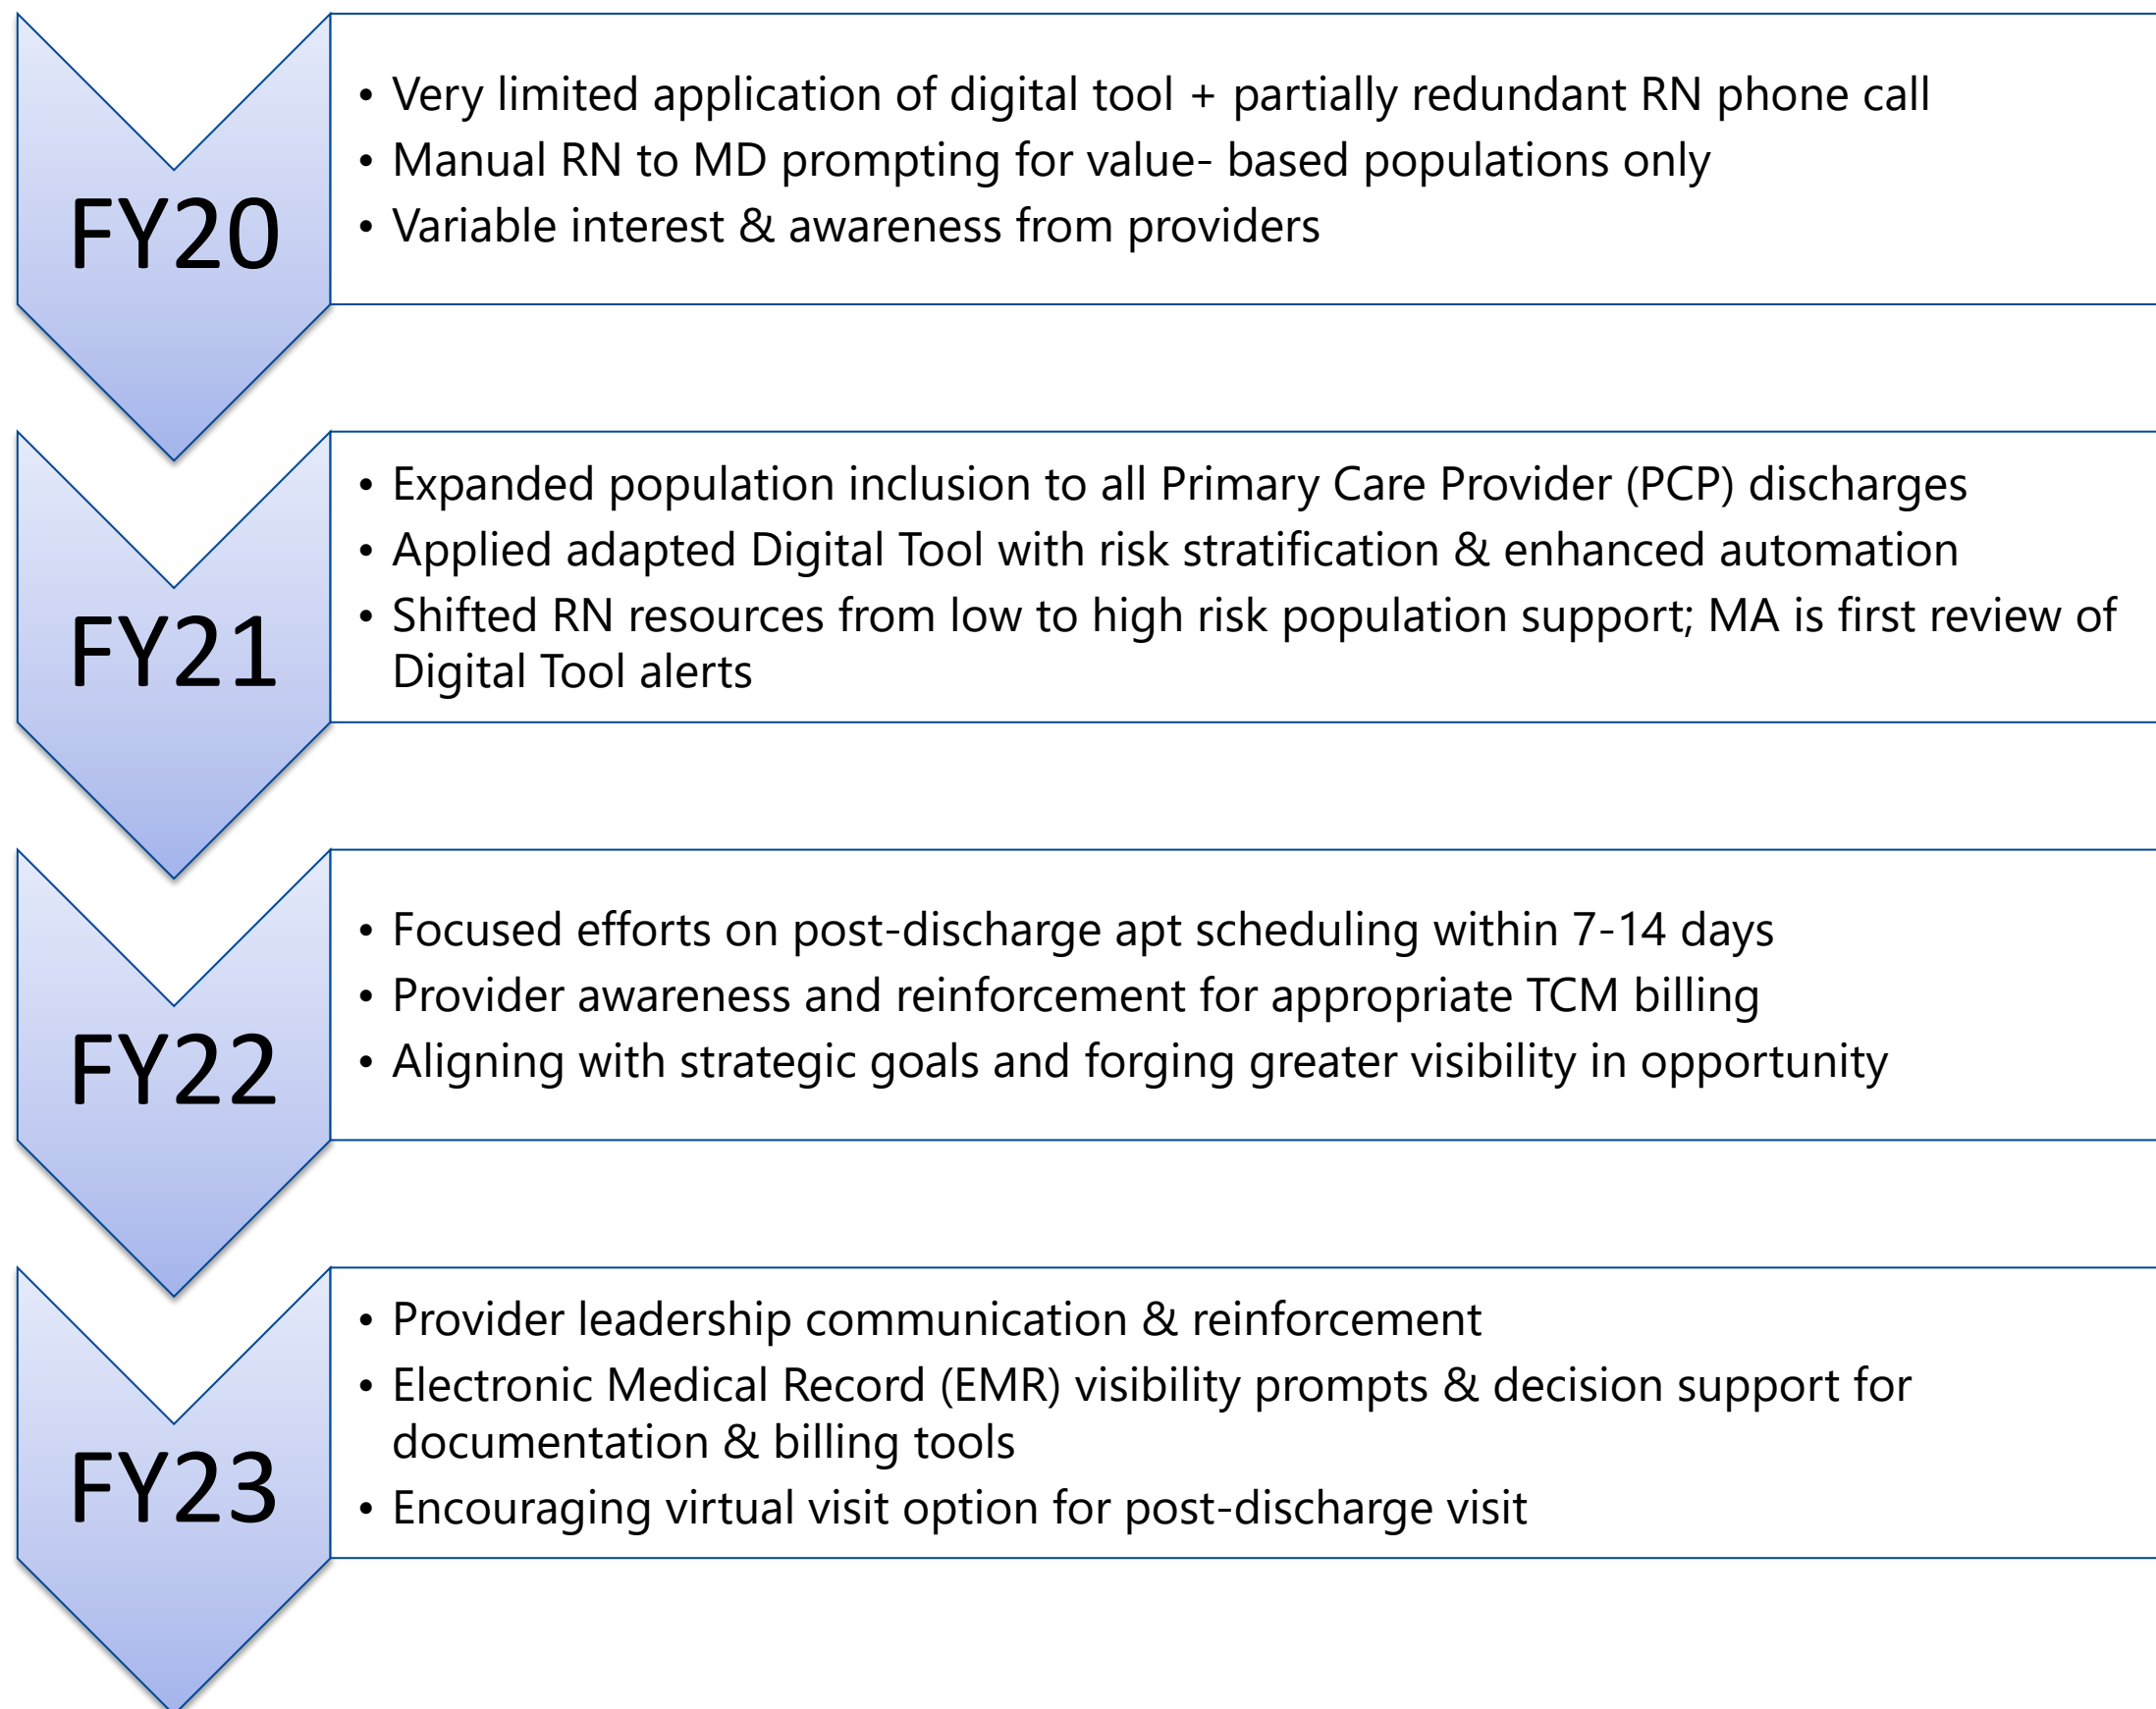 FY20
• Very limited application of digital tool + partially redundant RN phone call
• Manual RN to MD prompting for value- based populations only
• Variable interest & awareness from providers
FY21
• Expanded population inclusion to all Primary Care Provider (PCP) discharges
• Applied adapted Digital Tool with risk stratification & enhanced automation
• Shifted RN resources from low to high risk population support; MA is first review of
Digital Tool alerts
FY22
• Focused efforts on post-discharge apt scheduling within 7-14 days
• Provider awareness and reinforcement for appropriate TCM billing
• Aligning with strategic goals and forging greater visibility in opportunity
FY23
• Provider leadership communication & reinforcement
• Electronic Medical Record (EMR) visibility prompts & decision support for
documentation & billing tools
• Encouraging virtual visit option for post-discharge visit